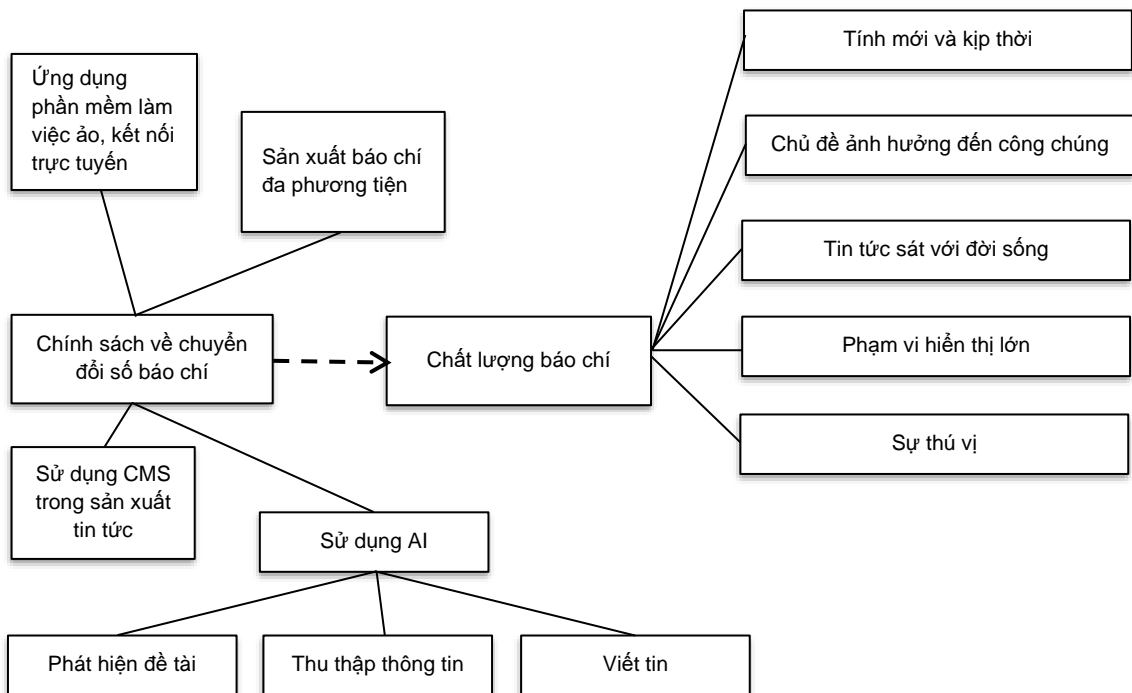 Ứng dụng
phần mềm làm
việc ảo, kết nối
trực tuyến
Sản xuất báo chí
đa phương tiện
Chính sách về chuyển
đổi số báo chí
Sử dụng CMS
trong sản xuất
tin tức
Sử dụng AI
Phát hiện đề tài
Thu thập thông tin
Viết tin
Chất lượng báo chí
Tính mới và kịp thời
Chủ đề ảnh hưởng đến công chúng
Tin tức sát với đời sống
Phạm vi hiển thị lớn
Sự thú vị